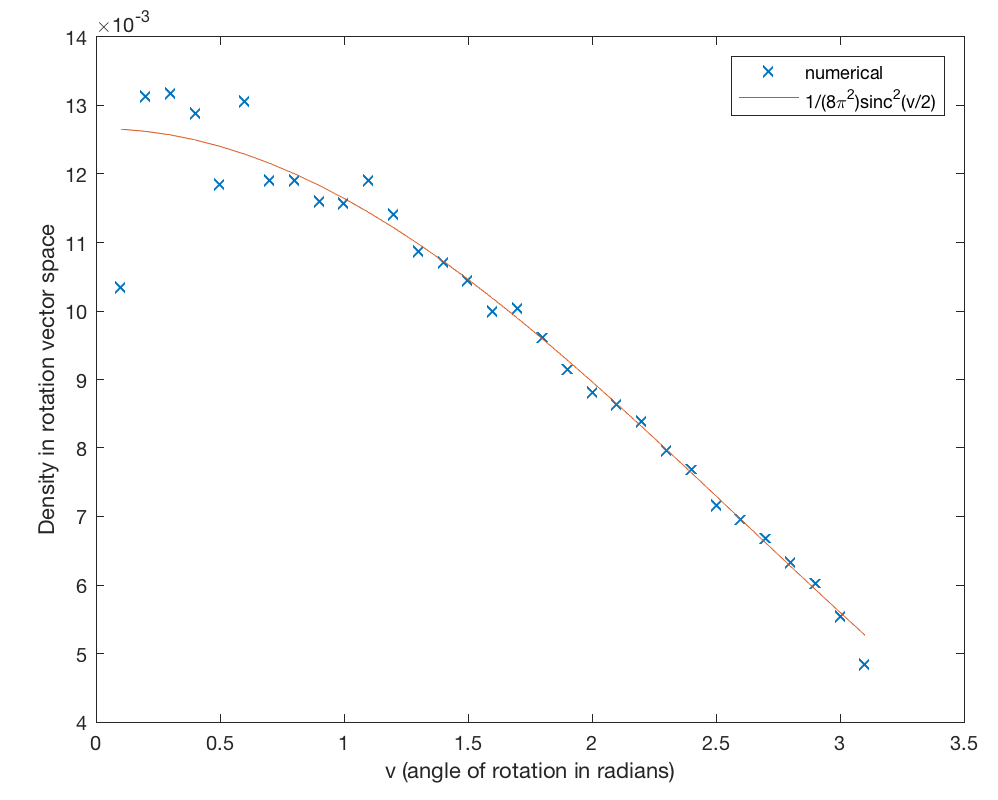 ×10⁻³
14
13
12
11
10
9
8
7
6
5
4
Density in rotation vector space
numerical
1/(8π²)sinc²(v/2)
0 0.5 1 1.5 2 2.5 3 3.5
v (angle of rotation in radians)